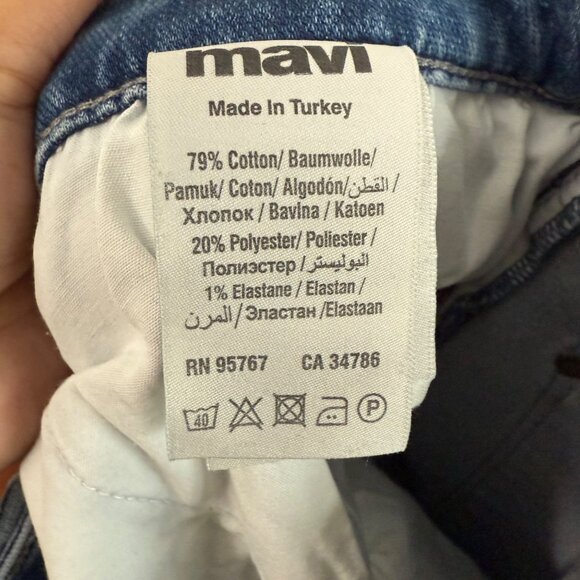 mavi
Made In Turkey
79% Cotton/ Baumwolle/
Pamuk/ Coton/ Algodón/القطن/
Хлопок / Bavlna / Katoen
20% Polyester/ Poliester /
Полиэстер / البوليستر/
1% Elastane / Elastan /
المرن / Эластан /Elastaan
RN 95767 CA 34786
40 P